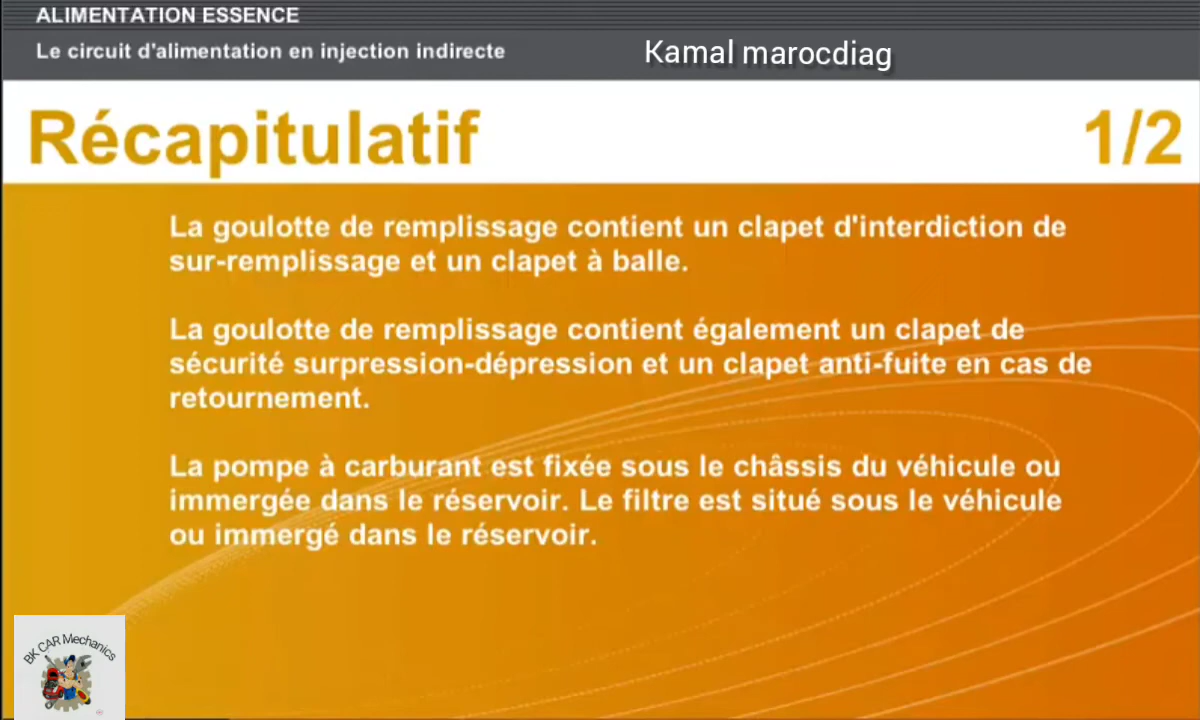 ALIMENTATION ESSENCE
Le circuit d'alimentation en injection indirecte
Kamal marocdiag
Récapitulatif
1/2
La goulotte de remplissage contient un clapet d'interdiction de
sur-remplissage et un clapet à balle.
La goulotte de remplissage contient également un clapet de
sécurité surpression-dépression et un clapet anti-fuite en cas de
retournement.
La pompe à carburant est fixée sous le châssis du véhicule ou
immergée dans le réservoir. Le filtre est situé sous le véhicule
ou immergé dans le réservoir.
BK CAR Mechanics